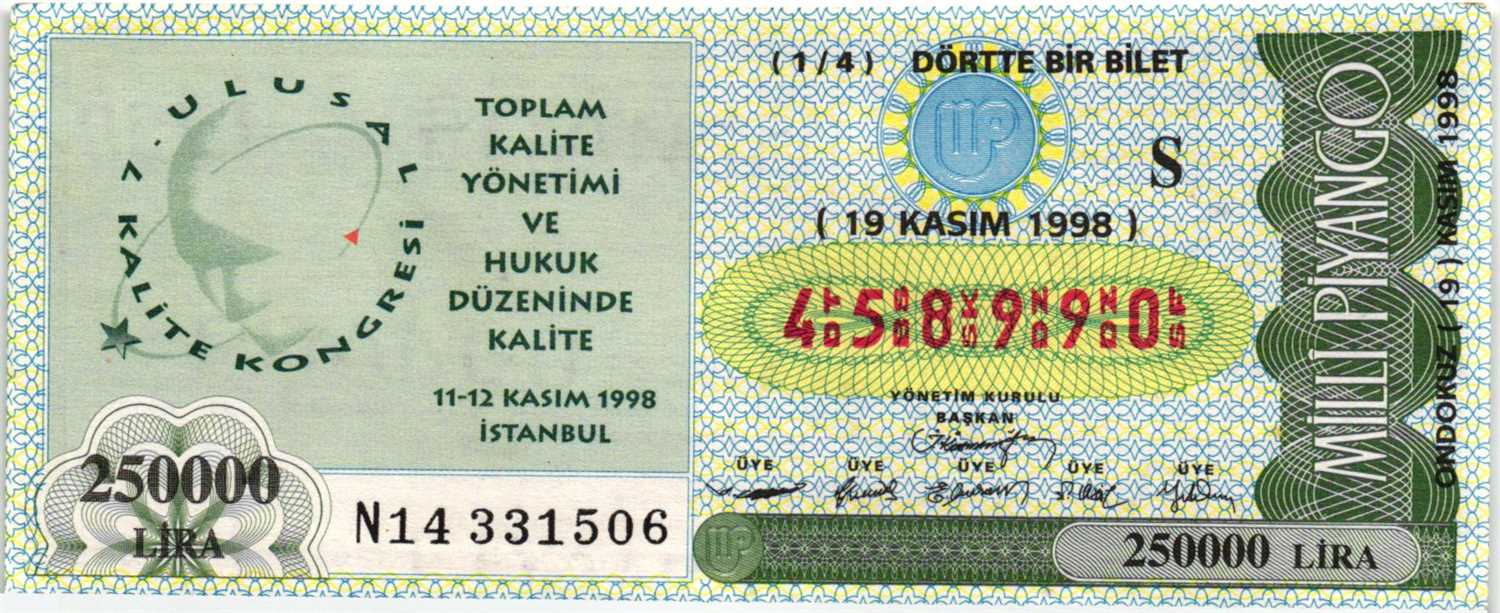 7. ULUSAL KALİTE KONGRESİ
TOPLAM
KALİTE
YÖNETİMİ
VE
HUKUK
DÜZENİNDE
KALİTE
11-12 KASIM 1998
İSTANBUL
250000
LİRA
N14 331506
(1/4) DÖRTTE BİR BİLET
S
( 19 KASIM 1998 )
458990
YÖNETİM KURULU
BAŞKAN
ÜYE ÜYE ÜYE ÜYE ÜYE
250000 LİRA
MİLLİ PİYANGO
ONDOKUZ ( 19 ) KASIM 1998